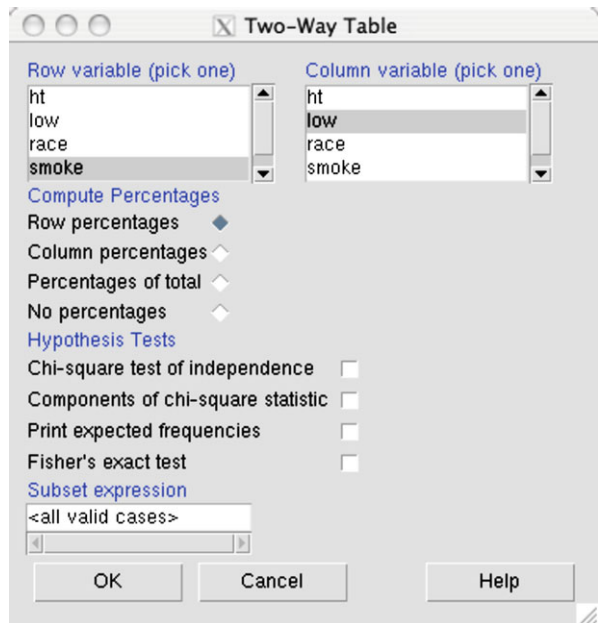 X Two-Way Table
Row variable (pick one) Column variable (pick one)
ht ht
low low
race race
smoke smoke
Compute Percentages
Row percentages
Column percentages
Percentages of total
No percentages
Hypothesis Tests
Chi-square test of independence
Components of chi-square statistic
Print expected frequencies
Fisher's exact test
Subset expression
<all valid cases>
OK Cancel Help